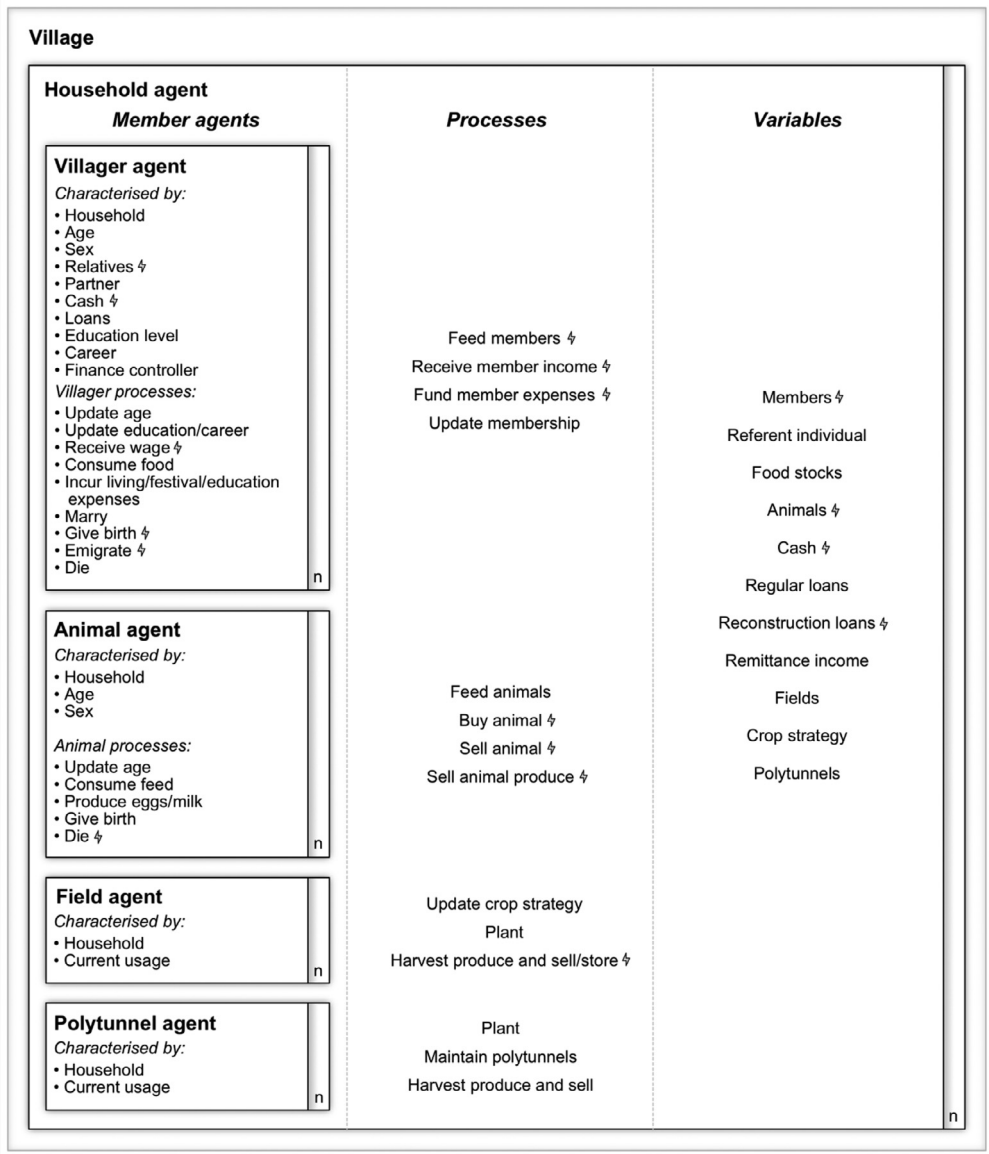 Village
Household agent
Member agents
Processes
Variables
Villager agent
Characterised by:
• Household
• Age
• Sex
• Relatives ⚡
• Partner
• Cash ⚡
• Loans
• Education level
• Career
• Finance controller
Villager processes:
• Update age
• Update education/career
• Receive wage ⚡
• Consume food
• Incur living/festival/education
expenses
• Marry
• Give birth ⚡
• Emigrate ⚡
• Die
n
Animal agent
Characterised by:
• Household
• Age
• Sex
Animal processes:
• Update age
• Consume feed
• Produce eggs/milk
• Give birth
• Die ⚡
n
Field agent
Characterised by:
• Household
• Current usage
n
Polytunnel agent
Characterised by:
• Household
• Current usage
n
Feed members ⚡
Receive member income ⚡
Fund member expenses ⚡
Update membership
Feed animals
Buy animal ⚡
Sell animal ⚡
Sell animal produce ⚡
Update crop strategy
Plant
Harvest produce and sell/store ⚡
Plant
Maintain polytunnels
Harvest produce and sell
Members ⚡
Referent individual
Food stocks
Animals ⚡
Cash ⚡
Regular loans
Reconstruction loans ⚡
Remittance income
Fields
Crop strategy
Polytunnels
n